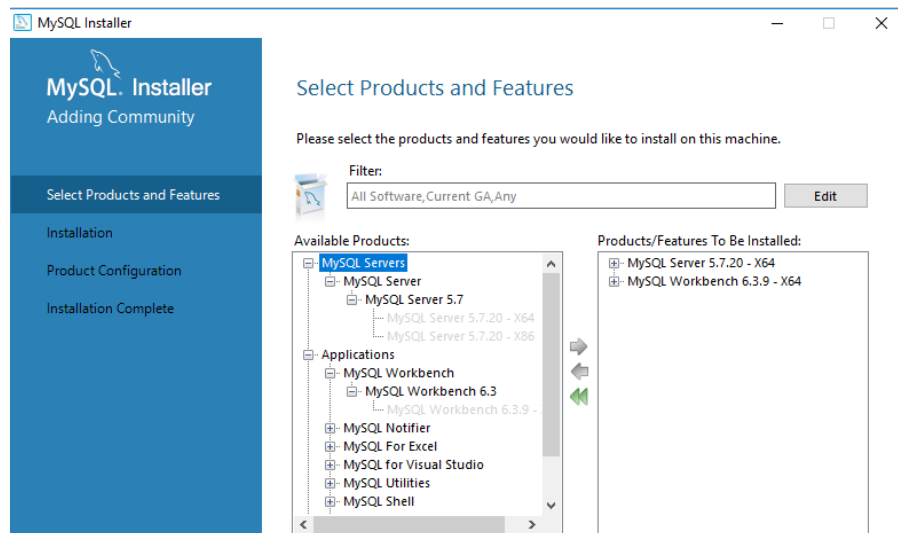 MySQL Installer
MySQL. Installer
Adding Community
Select Products and Features
Installation
Product Configuration
Installation Complete
Select Products and Features
Please select the products and features you would like to install on this machine.
Filter:
All Software,Current GA,Any
Edit
Available Products:
MySQL Servers
MySQL Server
MySQL Server 5.7
MySQL Server 5.7.20 - X64
MySQL Server 5.7.20 - X86
Applications
MySQL Workbench
MySQL Workbench 6.3
MySQL Workbench 6.3.9 -
MySQL Notifier
MySQL For Excel
MySQL for Visual Studio
MySQL Utilities
MySQL Shell
Products/Features To Be Installed:
MySQL Server 5.7.20 - X64
MySQL Workbench 6.3.9 - X64